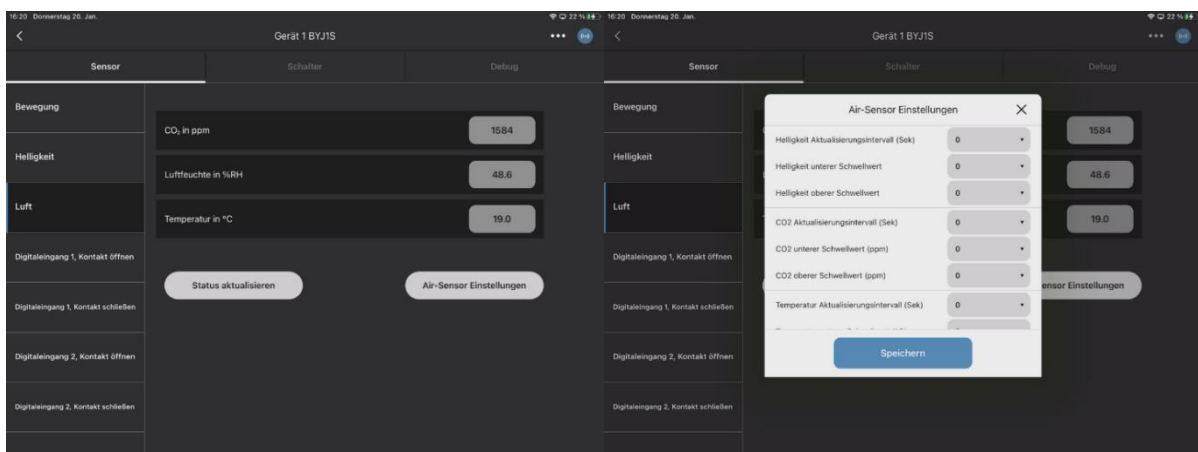 16:20 Donnerstag 20. Jan.
22 %
Gerät 1 BYJ1S
Sensor
Schalter
Debug
Bewegung
Helligkeit
Luft
Digitaleingang 1, Kontakt öffnen
Digitaleingang 1, Kontakt schließen
Digitaleingang 2, Kontakt öffnen
Digitaleingang 2, Kontakt schließen
CO₂ in ppm 1584
Luftfeuchte in %RH 48.6
Temperatur in °C 19.0
Status aktualisieren
Air-Sensor Einstellungen
16:20 Donnerstag 20. Jan.
22 %
Gerät 1 BYJ1S
Sensor
Schalter
Debug
Bewegung
Helligkeit
Luft
Digitaleingang 1, Kontakt öffnen
Digitaleingang 1, Kontakt schließen
Digitaleingang 2, Kontakt öffnen
Digitaleingang 2, Kontakt schließen
Air-Sensor Einstellungen
Helligkeit Aktualisierungsintervall (Sek) 0
Helligkeit unterer Schwellwert 0
Helligkeit oberer Schwellwert 0
CO2 Aktualisierungsintervall (Sek) 0
CO2 unterer Schwellwert (ppm) 0
CO2 oberer Schwellwert (ppm) 0
Temperatur Aktualisierungsintervall (Sek) 0
Speichern
1584
48.6
19.0
ensor Einstellungen